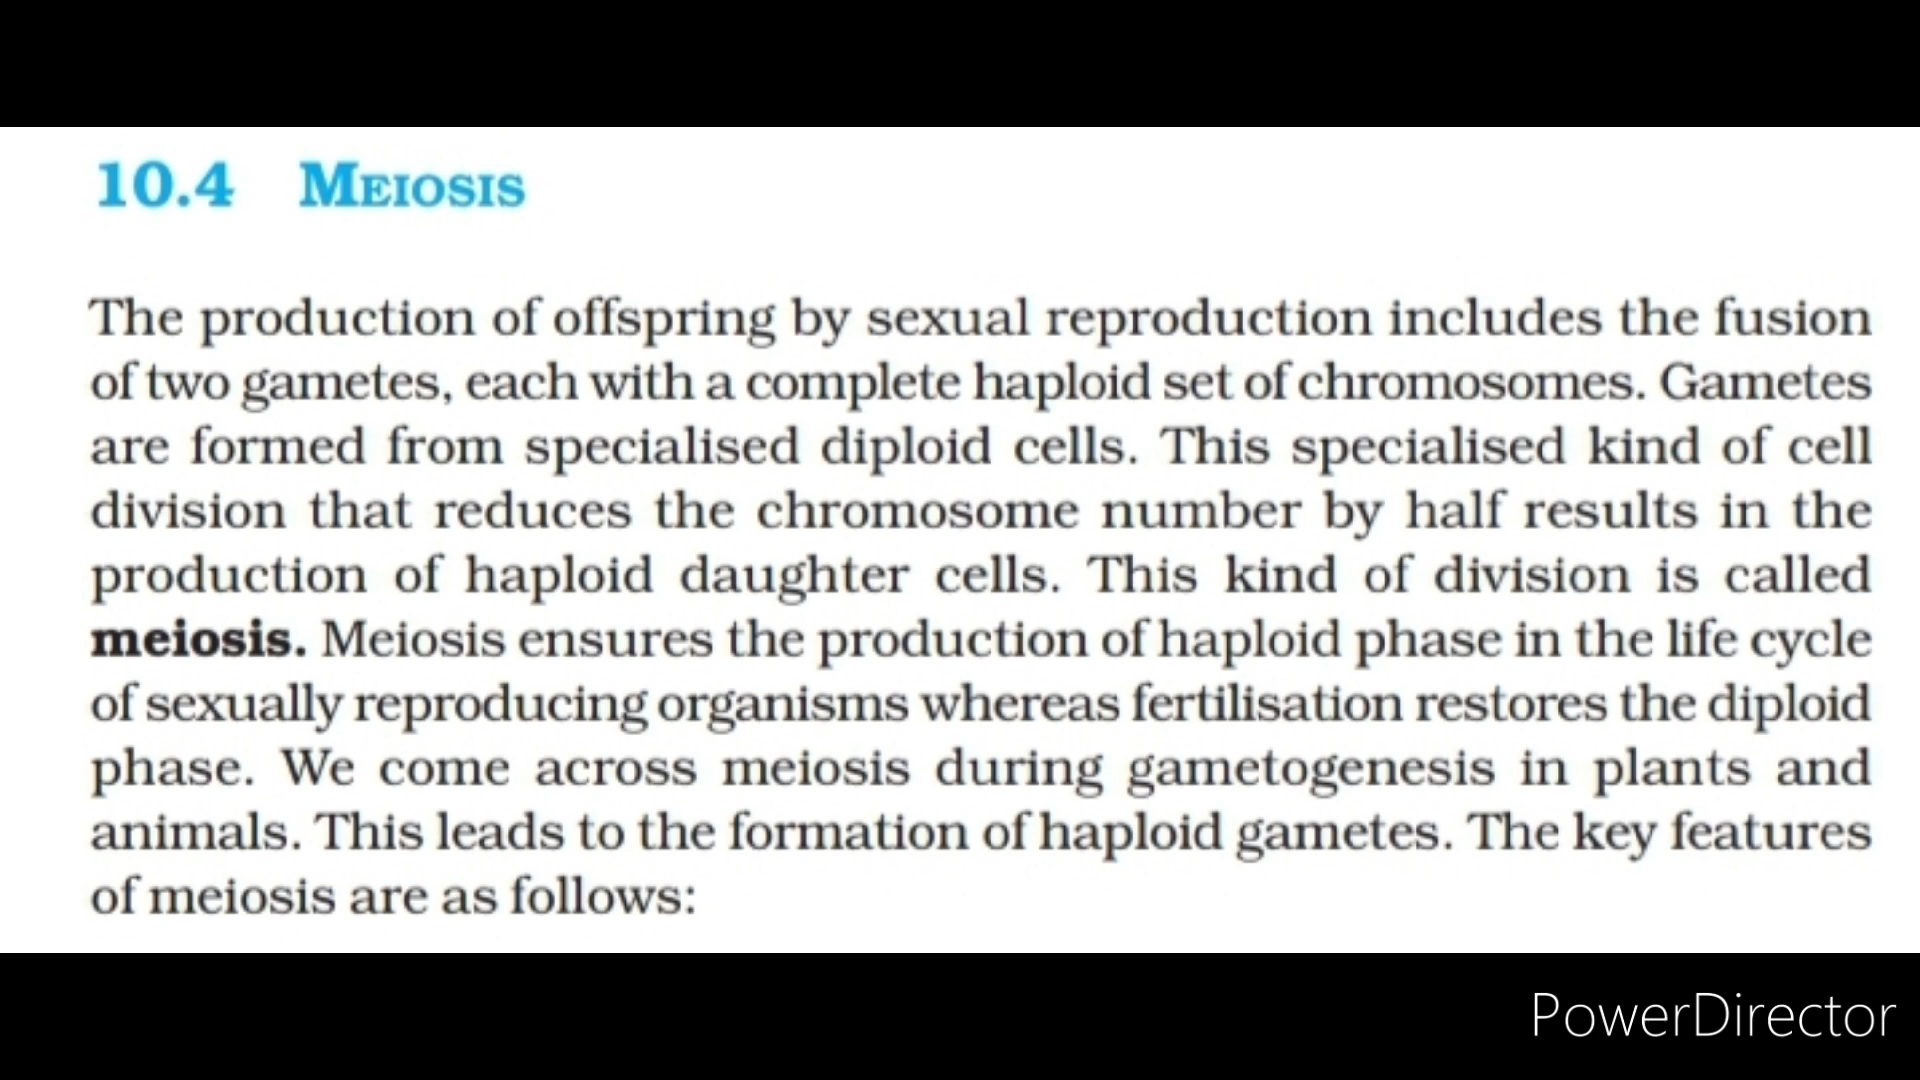 10.4 MEIOSIS
The production of offspring by sexual reproduction includes the fusion
of two gametes, each with a complete haploid set of chromosomes. Gametes
are formed from specialised diploid cells. This specialised kind of cell
division that reduces the chromosome number by half results in the
production of haploid daughter cells. This kind of division is called
meiosis. Meiosis ensures the production of haploid phase in the life cycle
of sexually reproducing organisms whereas fertilisation restores the diploid
phase. We come across meiosis during gametogenesis in plants and
animals. This leads to the formation of haploid gametes. The key features
of meiosis are as follows:
PowerDirector